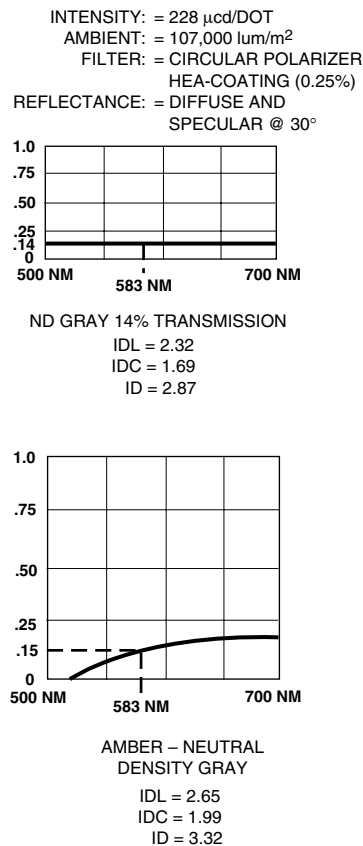 INTENSITY: = 228 μcd/DOT
AMBIENT: = 107,000 lum/m²
FILTER: = CIRCULAR POLARIZER
HEA-COATING (0.25%)
REFLECTANCE: = DIFFUSE AND
SPECULAR @ 30°
1.0
.75
.50
.25
.14
0
500 NM
583 NM
700 NM
ND GRAY 14% TRANSMISSION
IDL = 2.32
IDC = 1.69
ID = 2.87
1.0
.75
.50
.25
.15
0
500 NM
583 NM
700 NM
AMBER – NEUTRAL
DENSITY GRAY
IDL = 2.65
IDC = 1.99
ID = 3.32